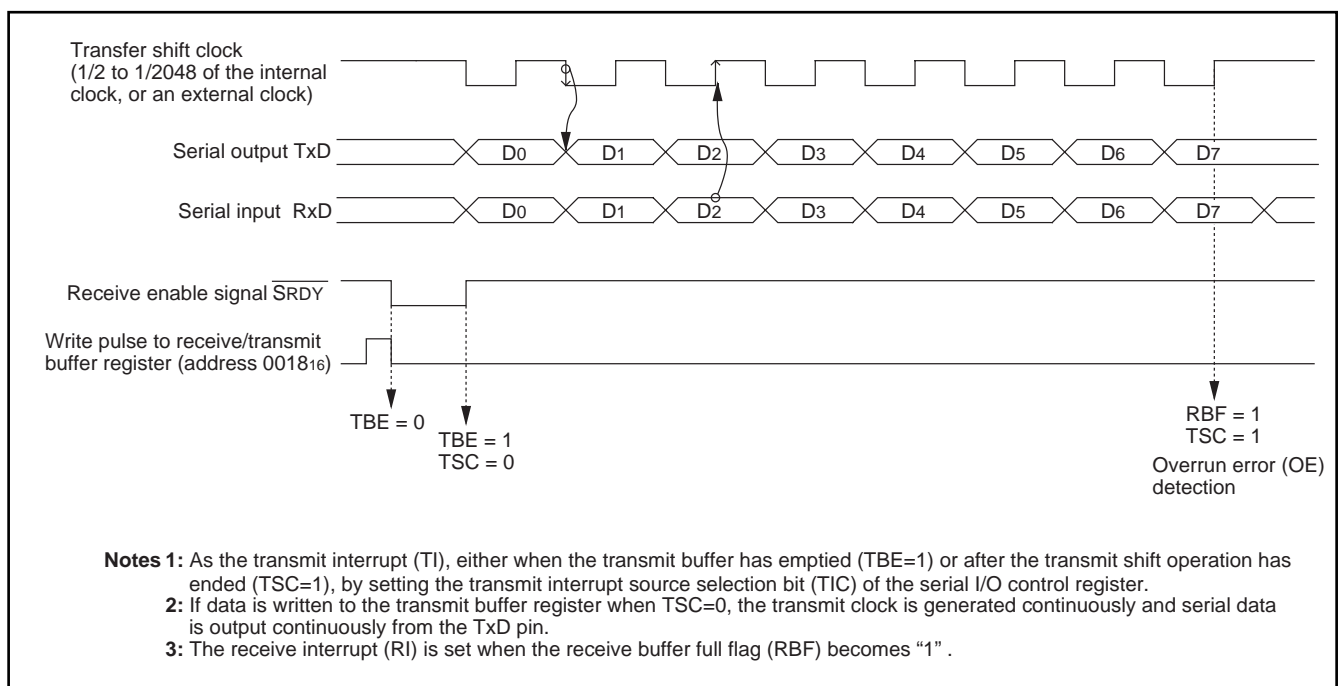 Transfer shift clock
(1/2 to 1/2048 of the internal
clock, or an external clock)
Serial output TxD
D0 D1 D2 D3 D4 D5 D6 D7
Serial input RxD
D0 D1 D2 D3 D4 D5 D6 D7
Receive enable signal SRDY
Write pulse to receive/transmit
buffer register (address 001816)
TBE = 0
TBE = 1
TSC = 0
RBF = 1
TSC = 1
Overrun error (OE)
detection
Notes 1: As the transmit interrupt (TI), either when the transmit buffer has emptied (TBE=1) or after the transmit shift operation has
ended (TSC=1), by setting the transmit interrupt source selection bit (TIC) of the serial I/O control register.
2: If data is written to the transmit buffer register when TSC=0, the transmit clock is generated continuously and serial data
is output continuously from the TxD pin.
3: The receive interrupt (RI) is set when the receive buffer full flag (RBF) becomes “1” .